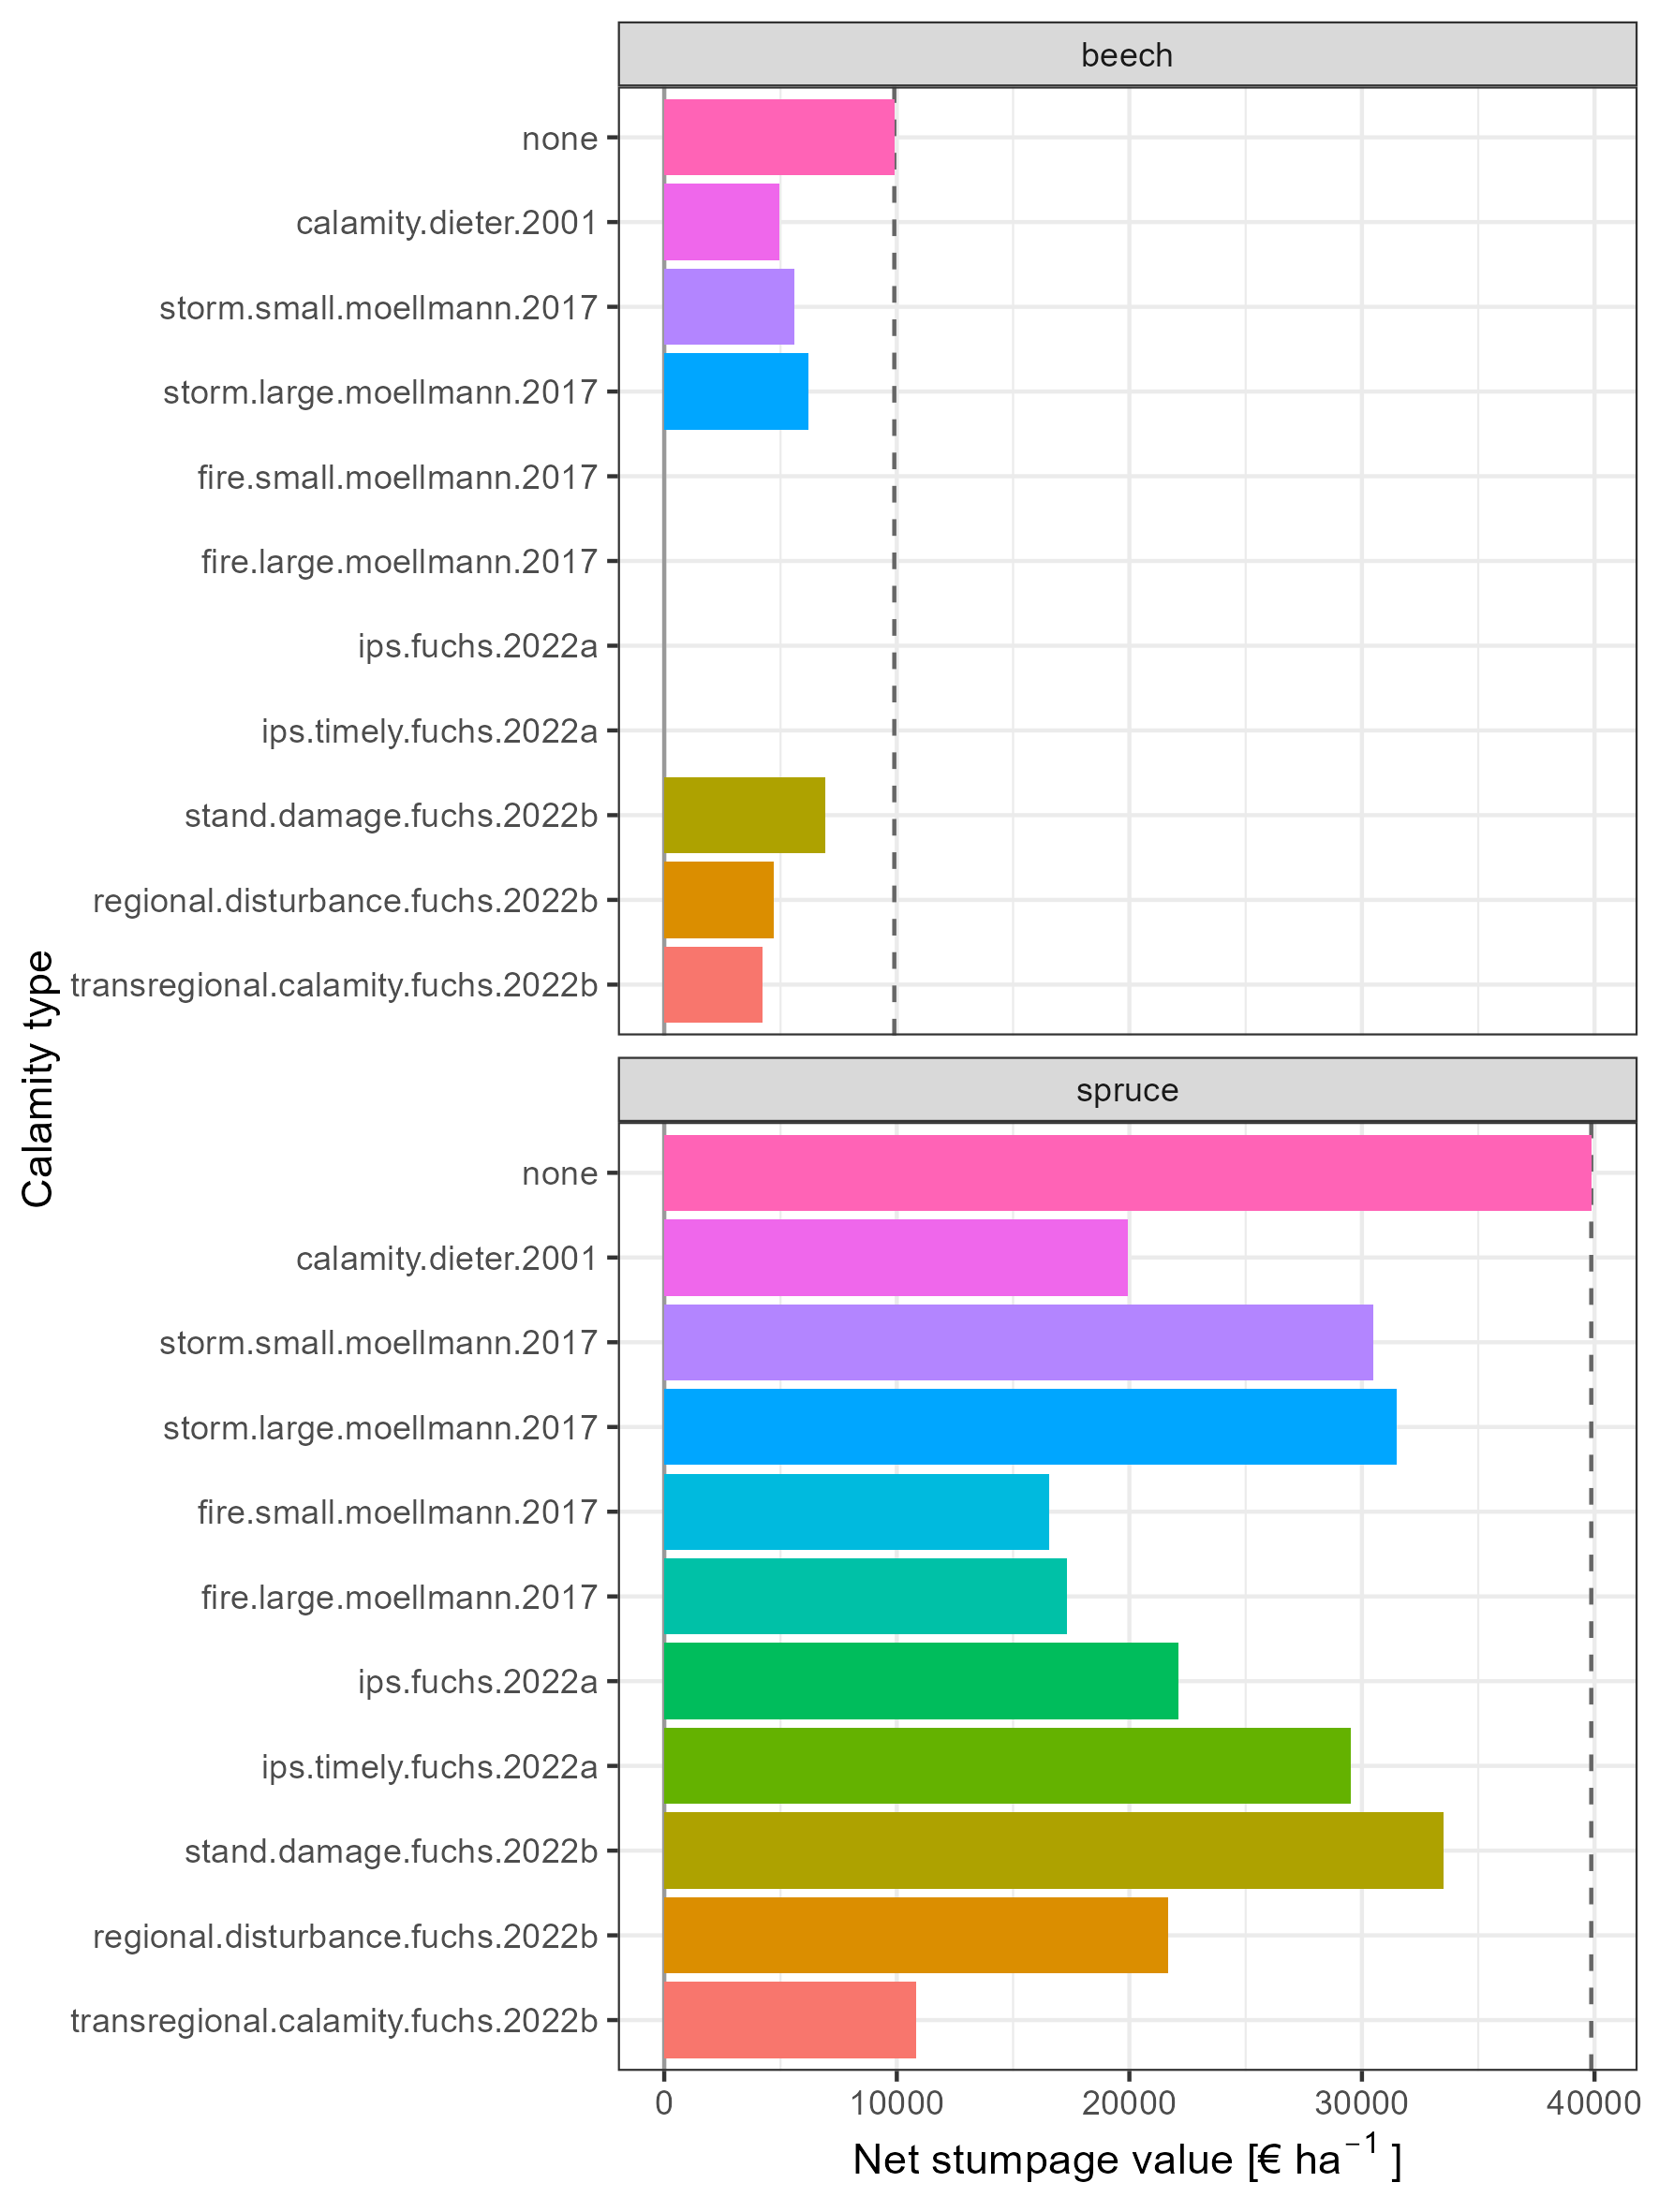 beech
none
calamity.dieter.2001
storm.small.moellmann.2017
storm.large.moellmann.2017
fire.small.moellmann.2017
fire.large.moellmann.2017
ips.fuchs.2022a
ips.timely.fuchs.2022a
stand.damage.fuchs.2022b
regional.disturbance.fuchs.2022b
transregional.calamity.fuchs.2022b
Calamity type
spruce
none
calamity.dieter.2001
storm.small.moellmann.2017
storm.large.moellmann.2017
fire.small.moellmann.2017
fire.large.moellmann.2017
ips.fuchs.2022a
ips.timely.fuchs.2022a
stand.damage.fuchs.2022b
regional.disturbance.fuchs.2022b
transregional.calamity.fuchs.2022b
0 10000 20000 30000 40000
Net stumpage value [€ ha⁻¹ ]